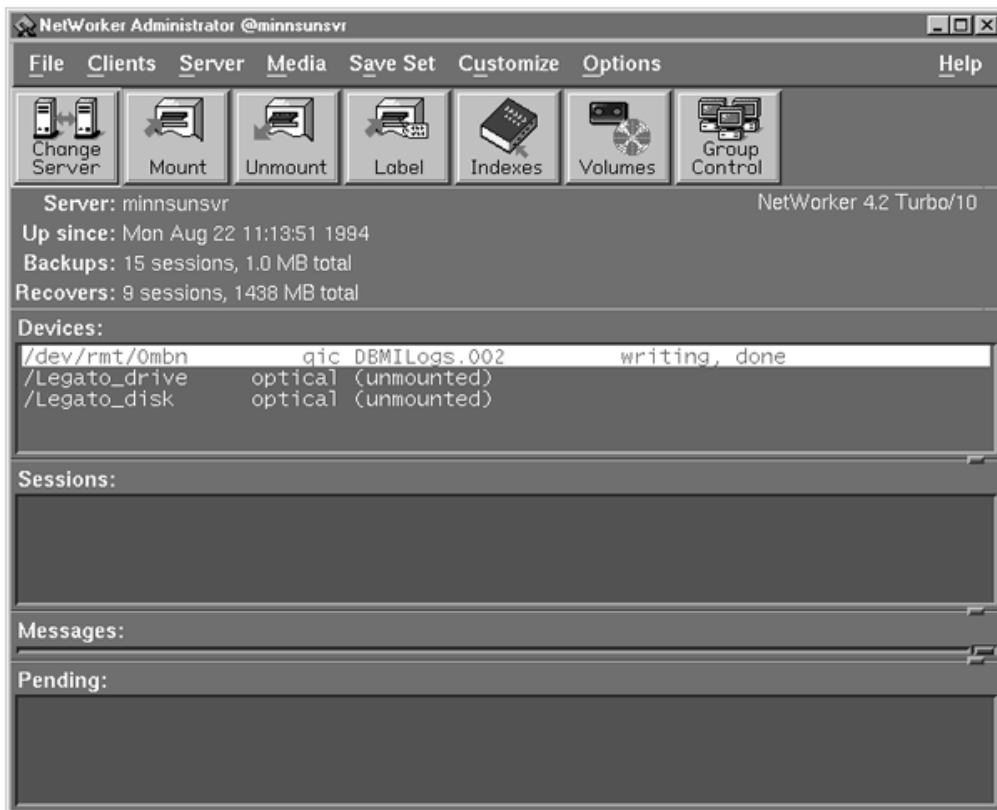 NetWorker Administrator @minnsunsvr
File Clients Server Media Save Set Customize Options Help
Change Server Mount Unmount Label Indexes Volumes Group Control
Server: minnsunsvr NetWorker 4.2 Turbo/10
Up since: Mon Aug 22 11:13:51 1994
Backups: 15 sessions, 1.0 MB total
Recovers: 9 sessions, 1438 MB total
Devices:
/dev/rmt/0mbn qic DBMILogs.002 writing, done
/Legato_drive optical (unmounted)
/Legato_disk optical (unmounted)
Sessions:
Messages:
Pending: